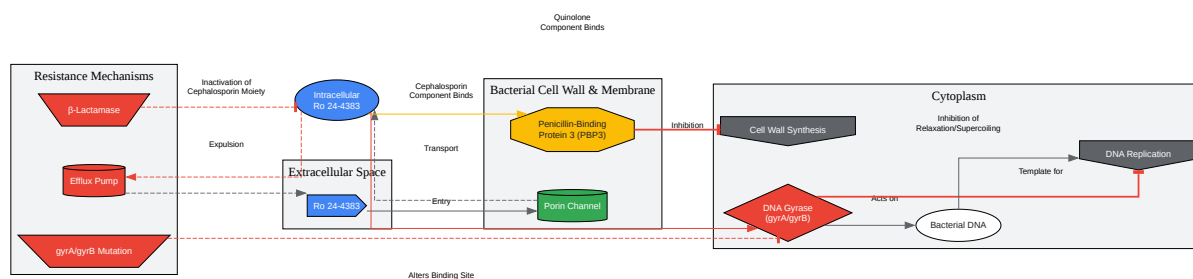 Quinolone
Component Binds
Resistance Mechanisms
Inactivation of
Cephalosporin Moiety
β-Lactamase
Intracellular
Ro 24-4383
Cephalosporin
Component Binds
Bacterial Cell Wall & Membrane
Penicillin-Binding
Protein 3 (PBP3)
Inhibition
Cytoplasm
Cell Wall Synthesis
Inhibition of
Relaxation/Supercoiling
DNA Replication
Expulsion
Transport
Efflux Pump
Extracellular Space
Ro 24-4383
Entry
Porin Channel
Template for
DNA Gyrase
(gyrA/gyrB)
Acts on
Bacterial DNA
gyrA/gyrB Mutation
Alters Binding Site